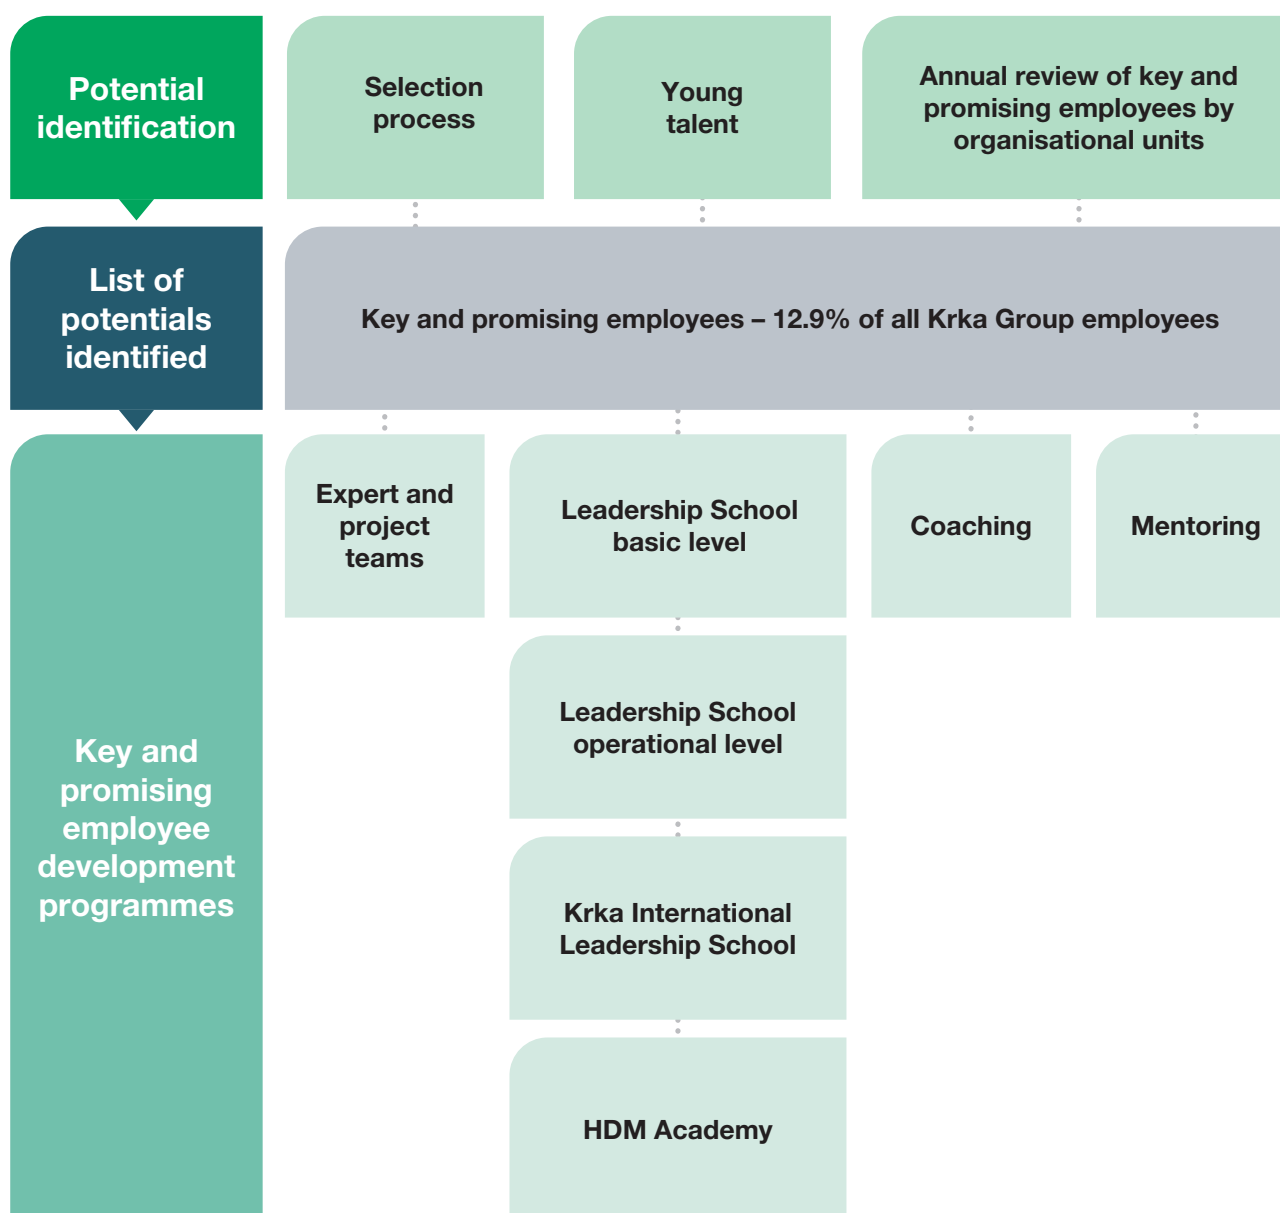 Potential
identification
Selection
process
Young
talent
Annual review of key and
promising employees by
organisational units
List of
potentials
identified
Key and promising employees – 12.9% of all Krka Group employees
Key and
promising
employee
development
programmes
Expert and
project
teams
Leadership School
basic level
Coaching
Mentoring
Leadership School
operational level
Krka International
Leadership School
HDM Academy